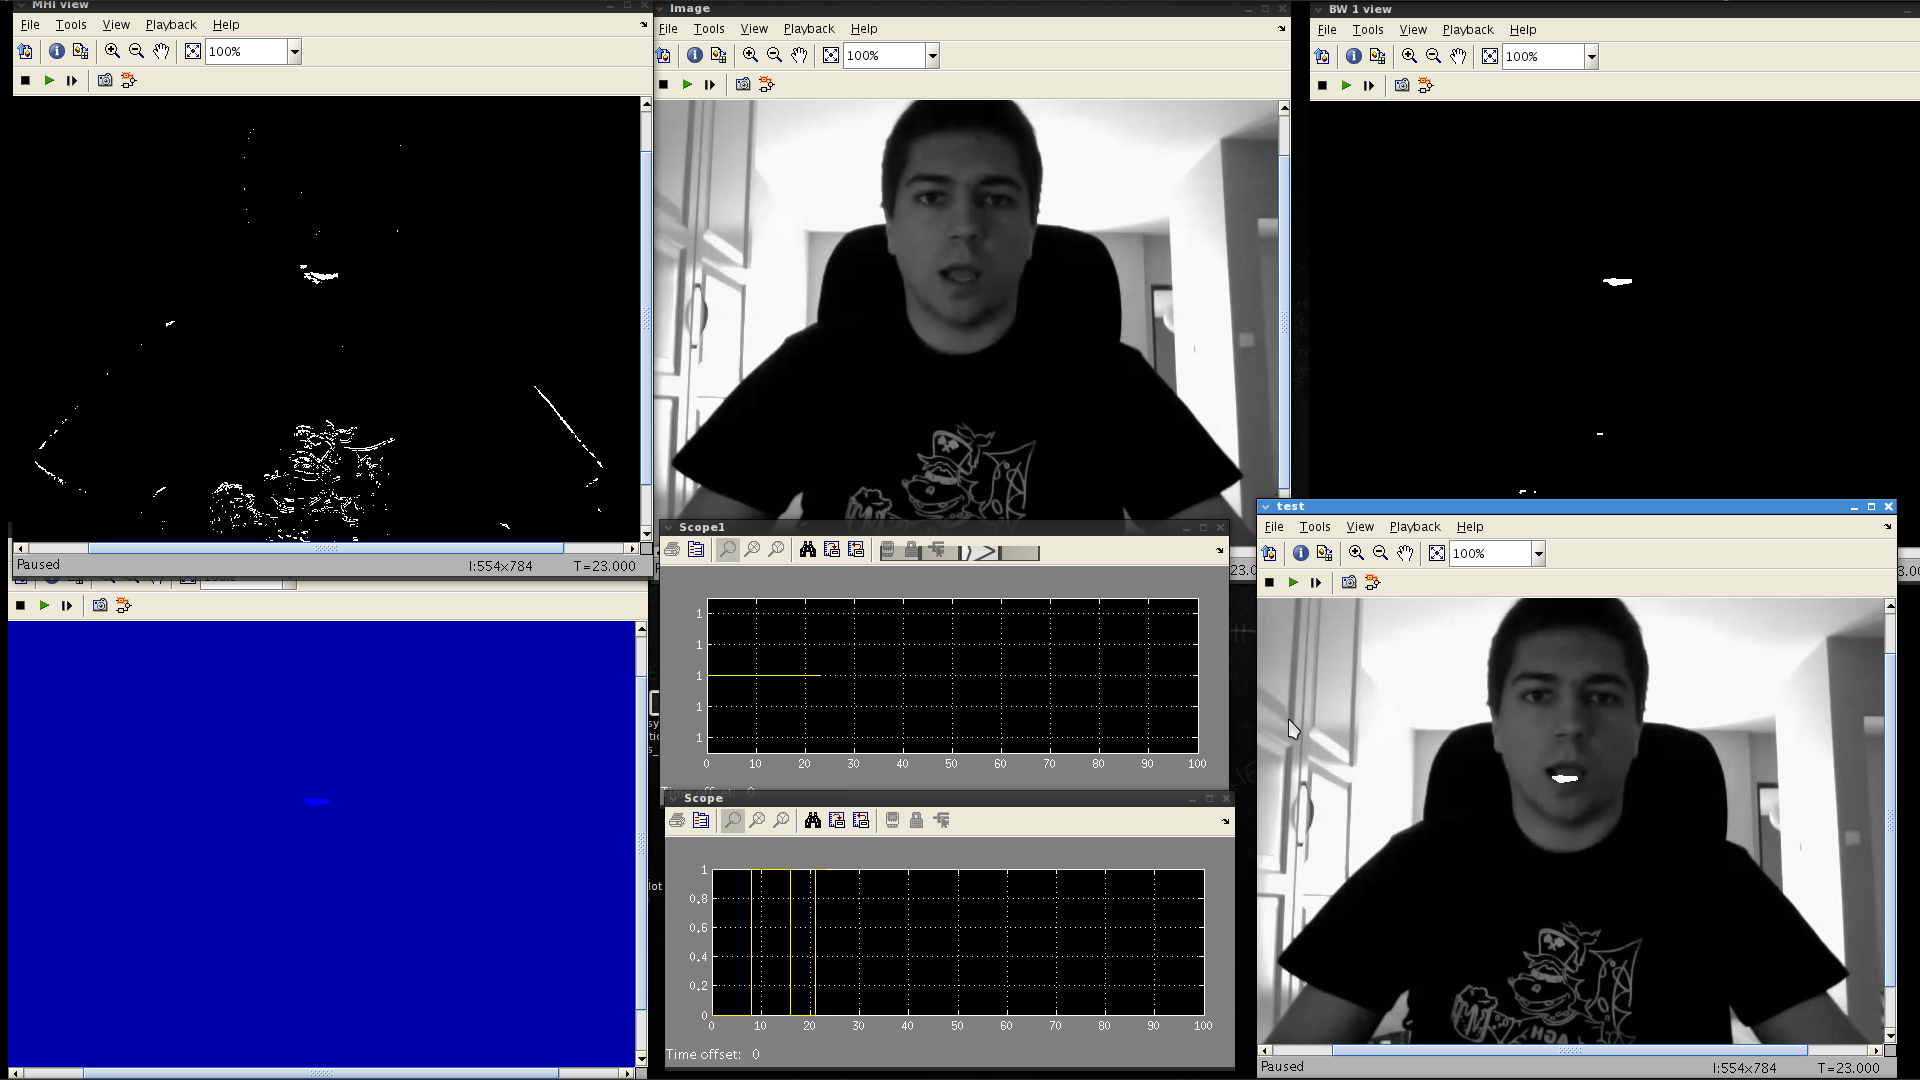 MHI view
File Tools View Playback Help
100%
Paused I:554x784 T=23.000
Image
File Tools View Playback Help
100%
BW 1 view
File Tools View Playback Help
100%
Scope1
1
1
1
1
1
0 10 20 30 40 50 60 70 80 90 100
Time offset: 0
Scope
1
0.8
0.6
0.4
0.2
0
0 10 20 30 40 50 60 70 80 90 100
Time offset: 0
test
File Tools View Playback Help
100%
AGH
Paused I:554x784 T=23.000